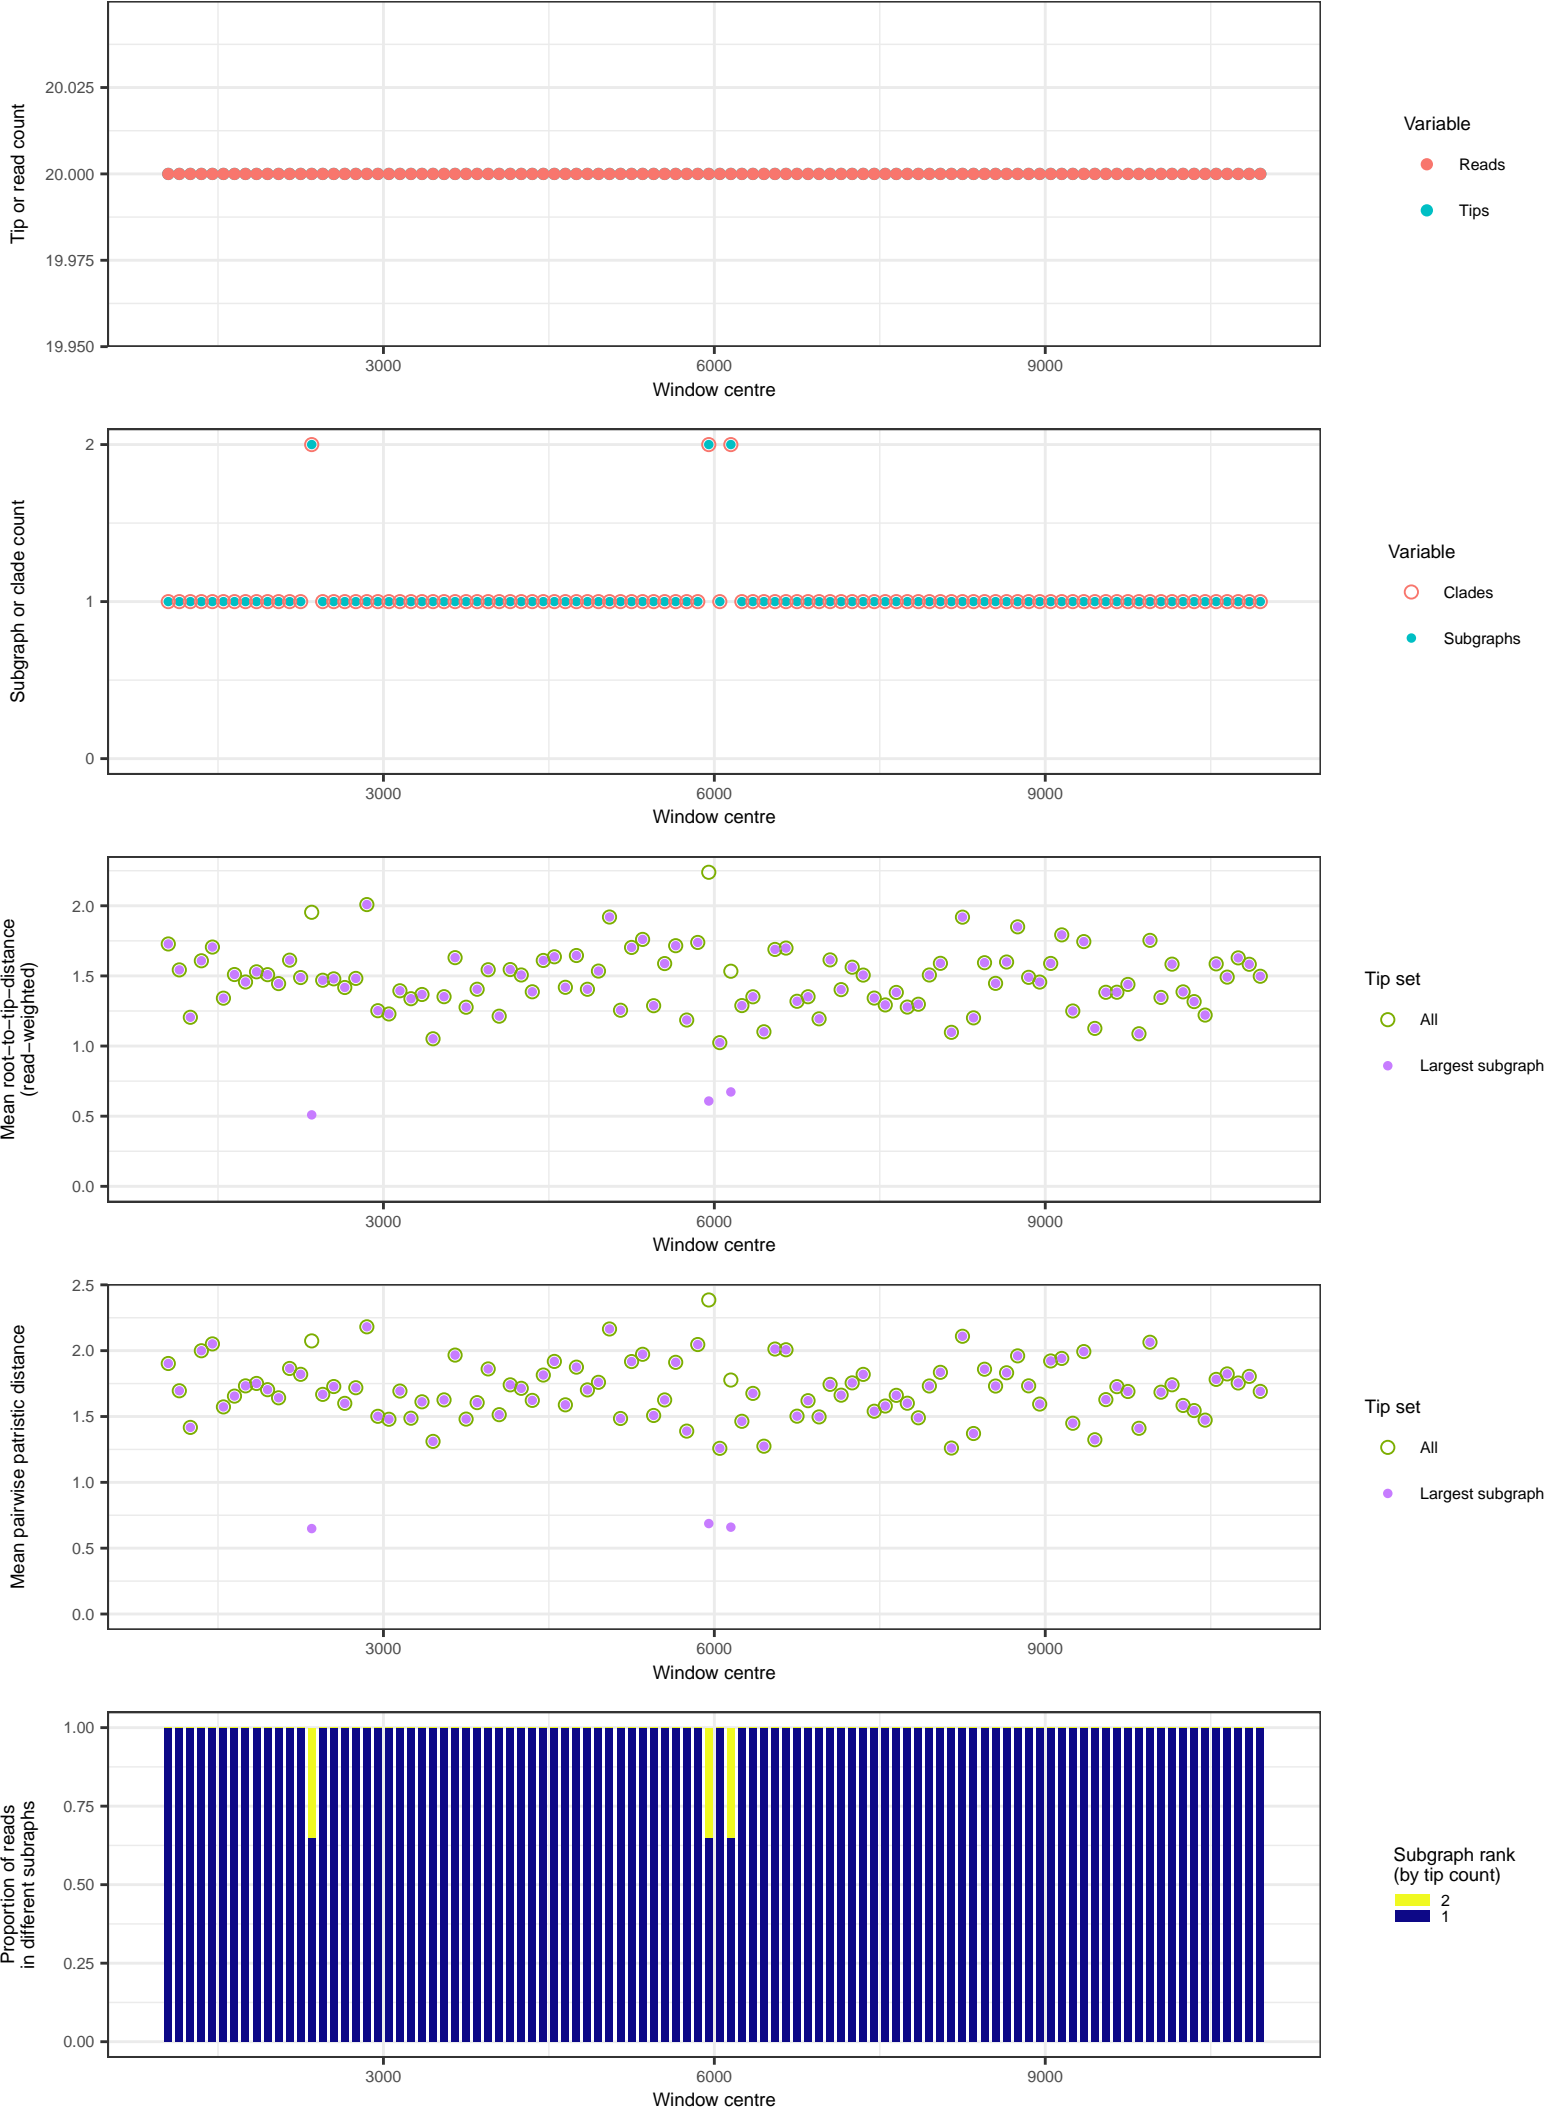 Tip or read count
20.025
20.000
19.975
19.950
3000 6000 9000
Window centre
Variable
Reads
Tips
Subgraph or clade count
2
1
0
3000 6000 9000
Window centre
Variable
Clades
Subgraphs
Mean root−to−tip−distance
(read−weighted)
2.0
1.5
1.0
0.5
0.0
3000 6000 9000
Window centre
Tip set
All
Largest subgraph
Mean pairwise patristic distance
2.5
2.0
1.5
1.0
0.5
0.0
3000 6000 9000
Window centre
Tip set
All
Largest subgraph
Proportion of reads
in different subraphs
1.00
0.75
0.50
0.25
0.00
3000 6000 9000
Window centre
Subgraph rank
(by tip count)
2
1